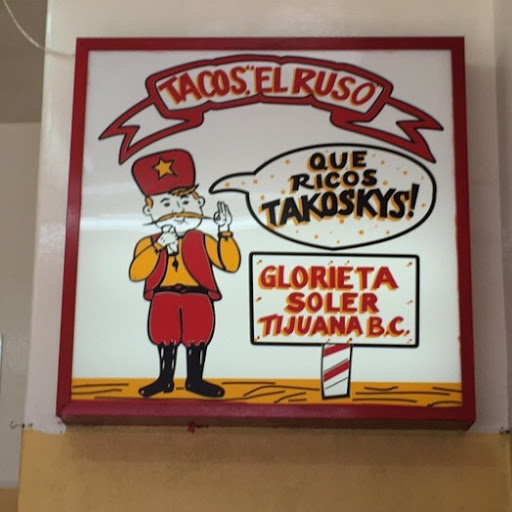 TACOS. "EL RUSO
QUE
RICOS
TAKOSKYS!
GLORIETA
SOLER
TIJUANA B.C.